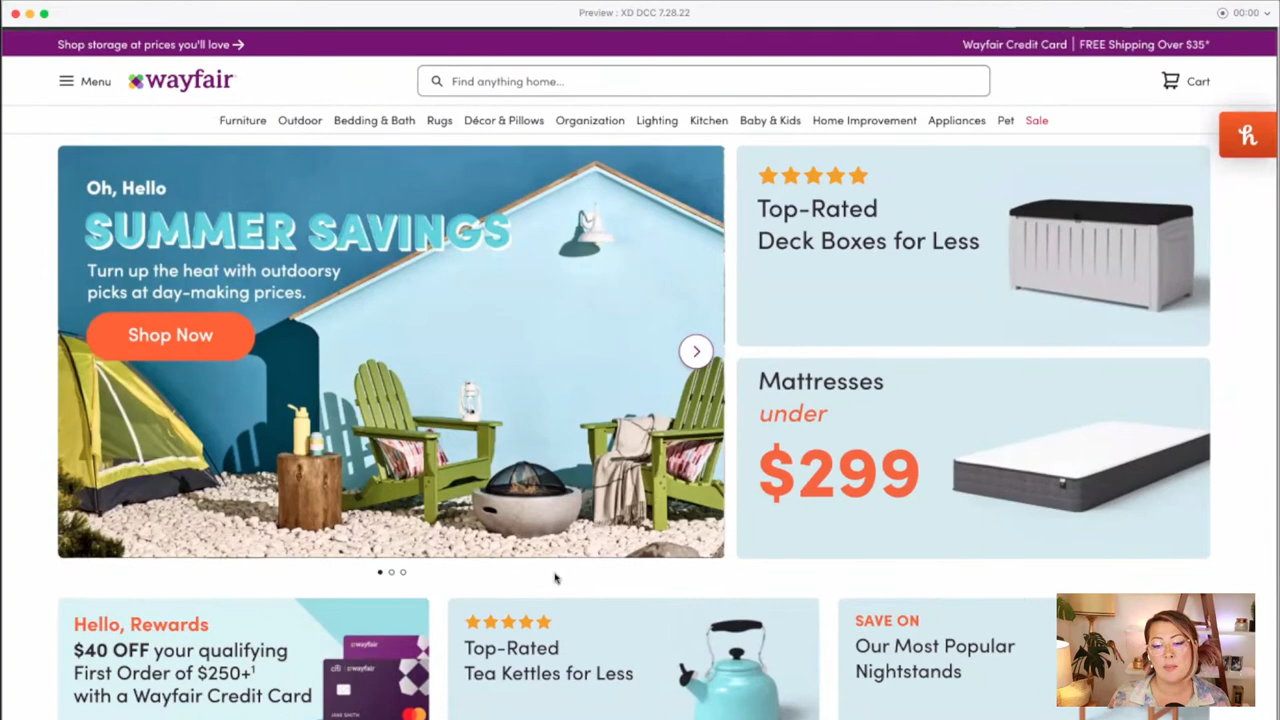 Preview : XD DCC 7.28.22
00:00
Shop storage at prices you'll love →
Wayfair Credit Card | FREE Shipping Over $35*
Menu
wayfair
Find anything home...
Cart
Furniture Outdoor Bedding & Bath Rugs Décor & Pillows Organization Lighting Kitchen Baby & Kids Home Improvement Appliances Pet Sale
h
Oh, Hello
SUMMER SAVINGS
Turn up the heat with outdoorsy
picks at day-making prices.
Shop Now
Top-Rated
Deck Boxes for Less
Mattresses
under
$299
Hello, Rewards
$40 OFF your qualifying
First Order of $250+¹
with a Wayfair Credit Card
wayfair
citi wayfair
JANE SMITH
Top-Rated
Tea Kettles for Less
SAVE ON
Our Most Popular
Nightstands